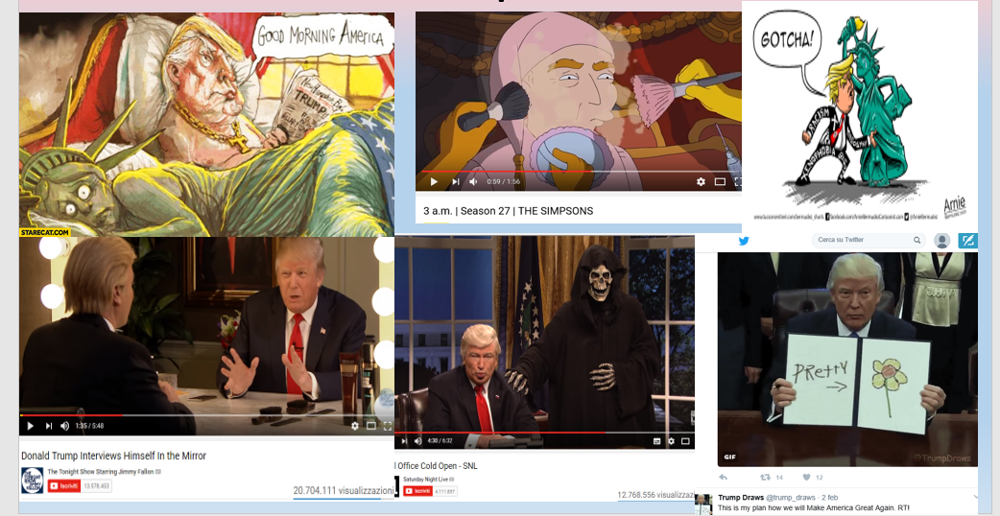 GOOD MORNING AMERICA
TRUMP
STARECAT.COM
0:59 / 1:56
3 a.m. | Season 27 | THE SIMPSONS
GOTCHA!
RACISM
XENOPHOBIA
Arnie
Cerca su Twitter
1:35 / 5:48
Donald Trump Interviews Himself In the Mirror
The Tonight Show Starring Jimmy Fallon
Iscriviti 13.578.453
20.704.111 visualizzazioni
4:38 / 6:32
l Office Cold Open - SNL
Saturday Night Live
Iscriviti 4.111.897
12.768.556 visualizzaz
PRetty
GIF
@TrumpDraws
14 12
Trump Draws @trump_draws · 2 feb
This is my plan how we will Make America Great Again. RT!